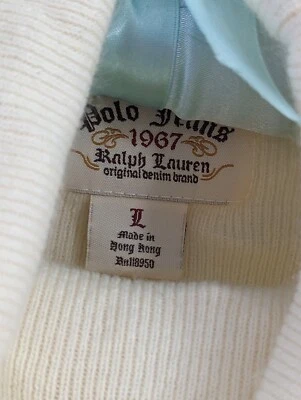 Polo Jeans
1967
Ralph Lauren
original denim brand
L
Made in
Hong Kong
Rn118950